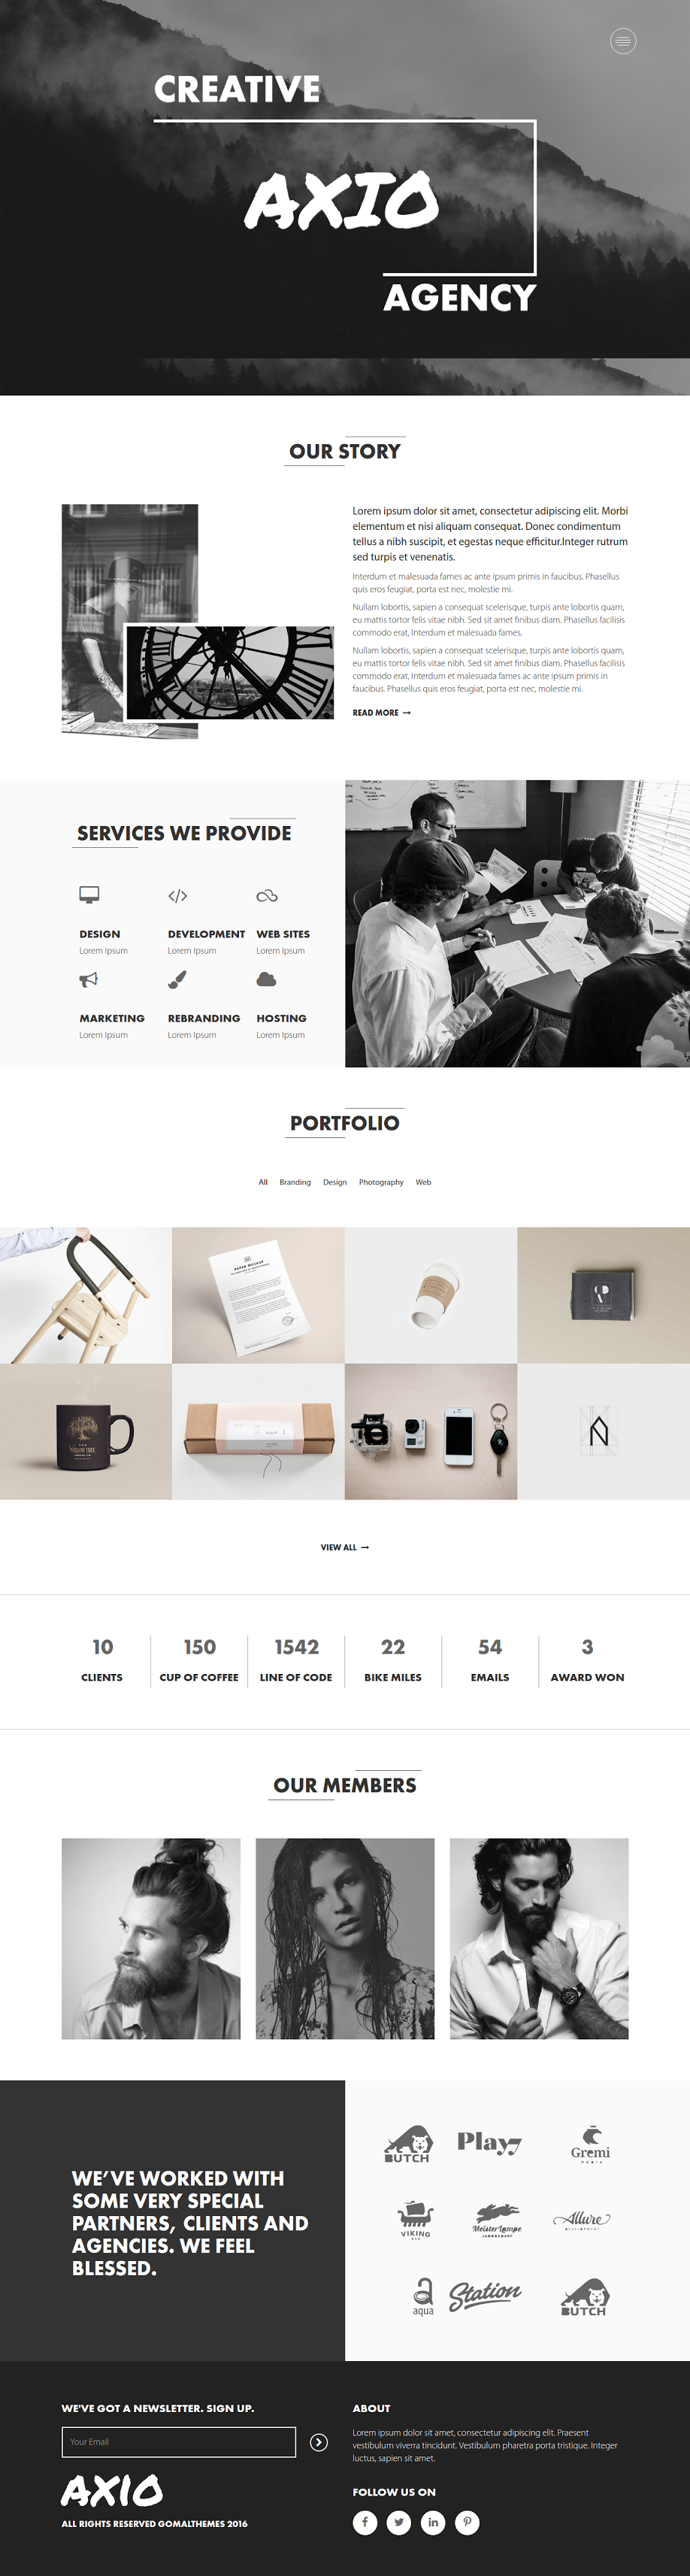 CREATIVE
AXIO
AGENCY
OUR STORY
Lorem ipsum dolor sit amet, consectetur adipiscing elit. Morbi
elementum et nisi aliquam consequat. Donec condimentum
tellus a nibh suscipit, et egestas neque efficitur.Integer rutrum
sed turpis et venenatis.
Interdum et malesuada fames ac ante ipsum primis in faucibus. Phasellus
quis eros feugiat, porta est nec, molestie mi.
Nullam lobortis, sapien a consequat scelerisque, turpis ante lobortis quam,
eu mattis tortor felis vitae nibh. Sed sit amet finibus diam. Phasellus facilisis
commodo erat, Interdum et malesuada fames.
Nullam lobortis, sapien a consequat scelerisque, turpis ante lobortis quam,
eu mattis tortor felis vitae nibh. Sed sit amet finibus diam. Phasellus facilisis
commodo erat, Interdum et malesuada fames ac ante ipsum primis in
faucibus. Phasellus quis eros feugiat, porta est nec, molestie mi.
READ MORE
SERVICES WE PROVIDE
DESIGN DEVELOPMENT WEB SITES
Lorem Ipsum Lorem Ipsum Lorem Ipsum
MARKETING REBRANDING HOSTING
Lorem Ipsum Lorem Ipsum Lorem Ipsum
PORTFOLIO
All Branding Design Photography Web
PAPER MOCKUP
THE
WILLOW TREE
N
VIEW ALL
10 150 1542 22 54 3
CLIENTS CUP OF COFFEE LINE OF CODE BIKE MILES EMAILS AWARD WON
OUR MEMBERS
WE'VE WORKED WITH
SOME VERY SPECIAL
PARTNERS, CLIENTS AND
AGENCIES. WE FEEL
BLESSED.
BUTCH Play7 Gremi
MEDIA
VIKING Meister Lampe Allure
DEVELOPMENT
aqua Station BUTCH
WE'VE GOT A NEWSLETTER. SIGN UP.
Your Email
AXIO
ALL RIGHTS RESERVED GOMALTHEMES 2016
ABOUT
Lorem ipsum dolor sit amet, consectetur adipiscing elit. Praesent
vestibulum viverra tincidunt. Vestibulum pharetra porta tristique. Integer
luctus, sapien sit amet.
FOLLOW US ON